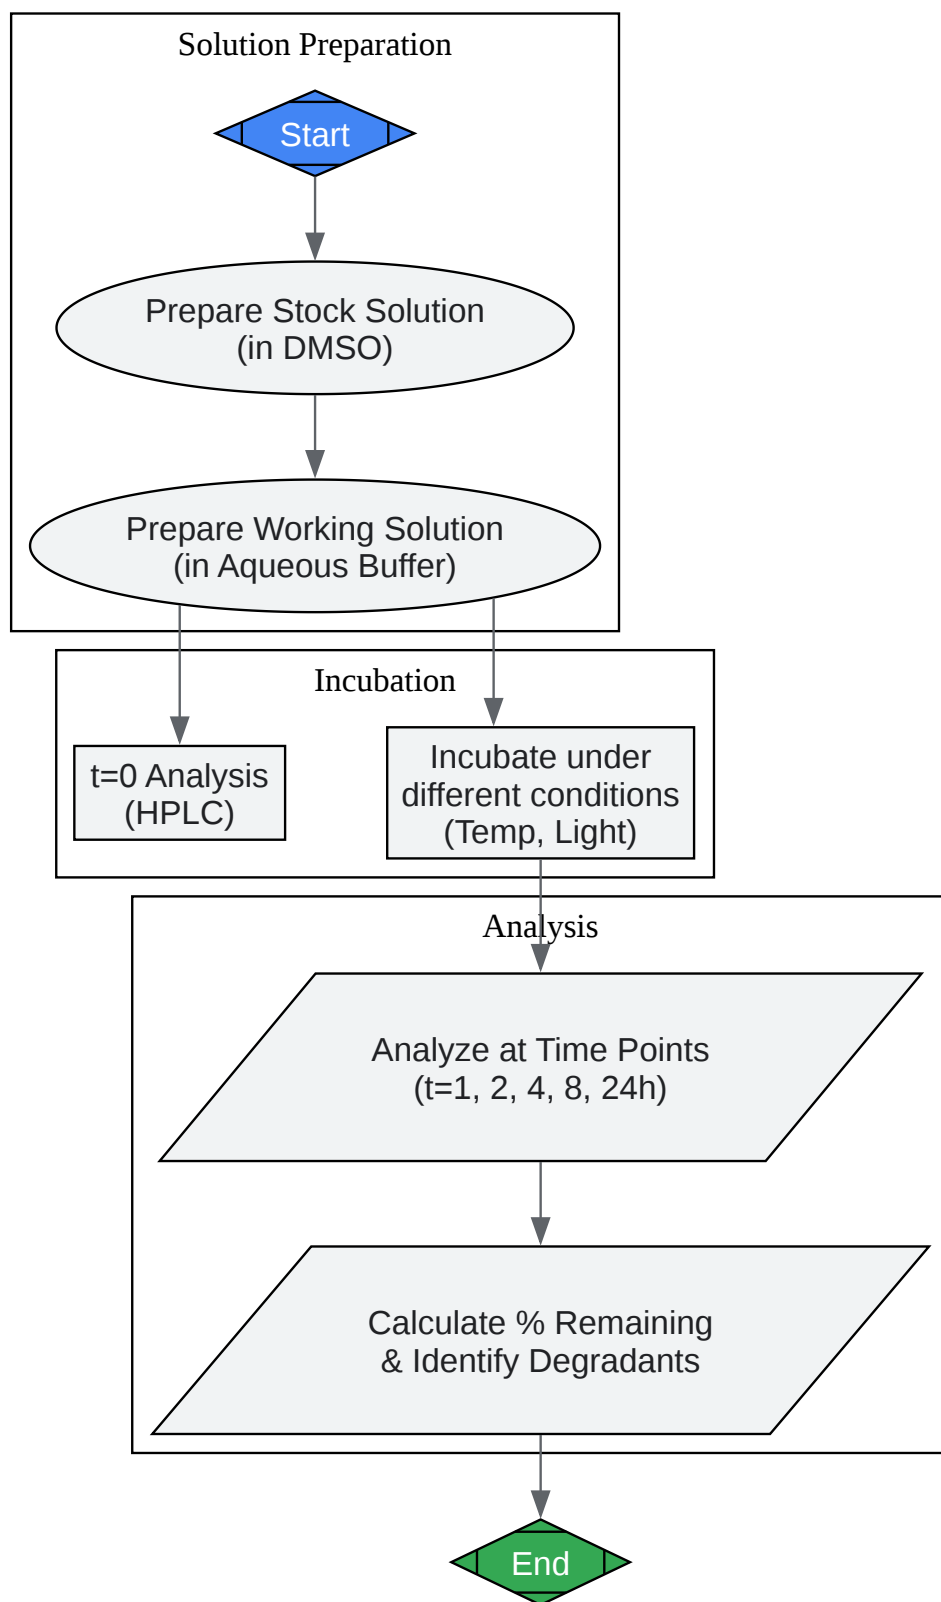 Solution Preparation
Start
Prepare Stock Solution
(in DMSO)
Prepare Working Solution
(in Aqueous Buffer)
Incubation
t=0 Analysis
(HPLC)
Incubate under
different conditions
(Temp, Light)
Analysis
Analyze at Time Points
(t=1, 2, 4, 8, 24h)
Calculate % Remaining
& Identify Degradants
End